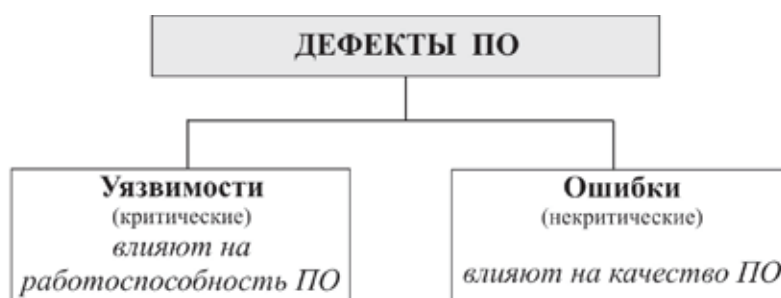 ДЕФЕКТЫ ПО
Уязвимости
(критические)
влияют на
работоспособность ПО
Ошибки
(некритические)
влияют на качество ПО